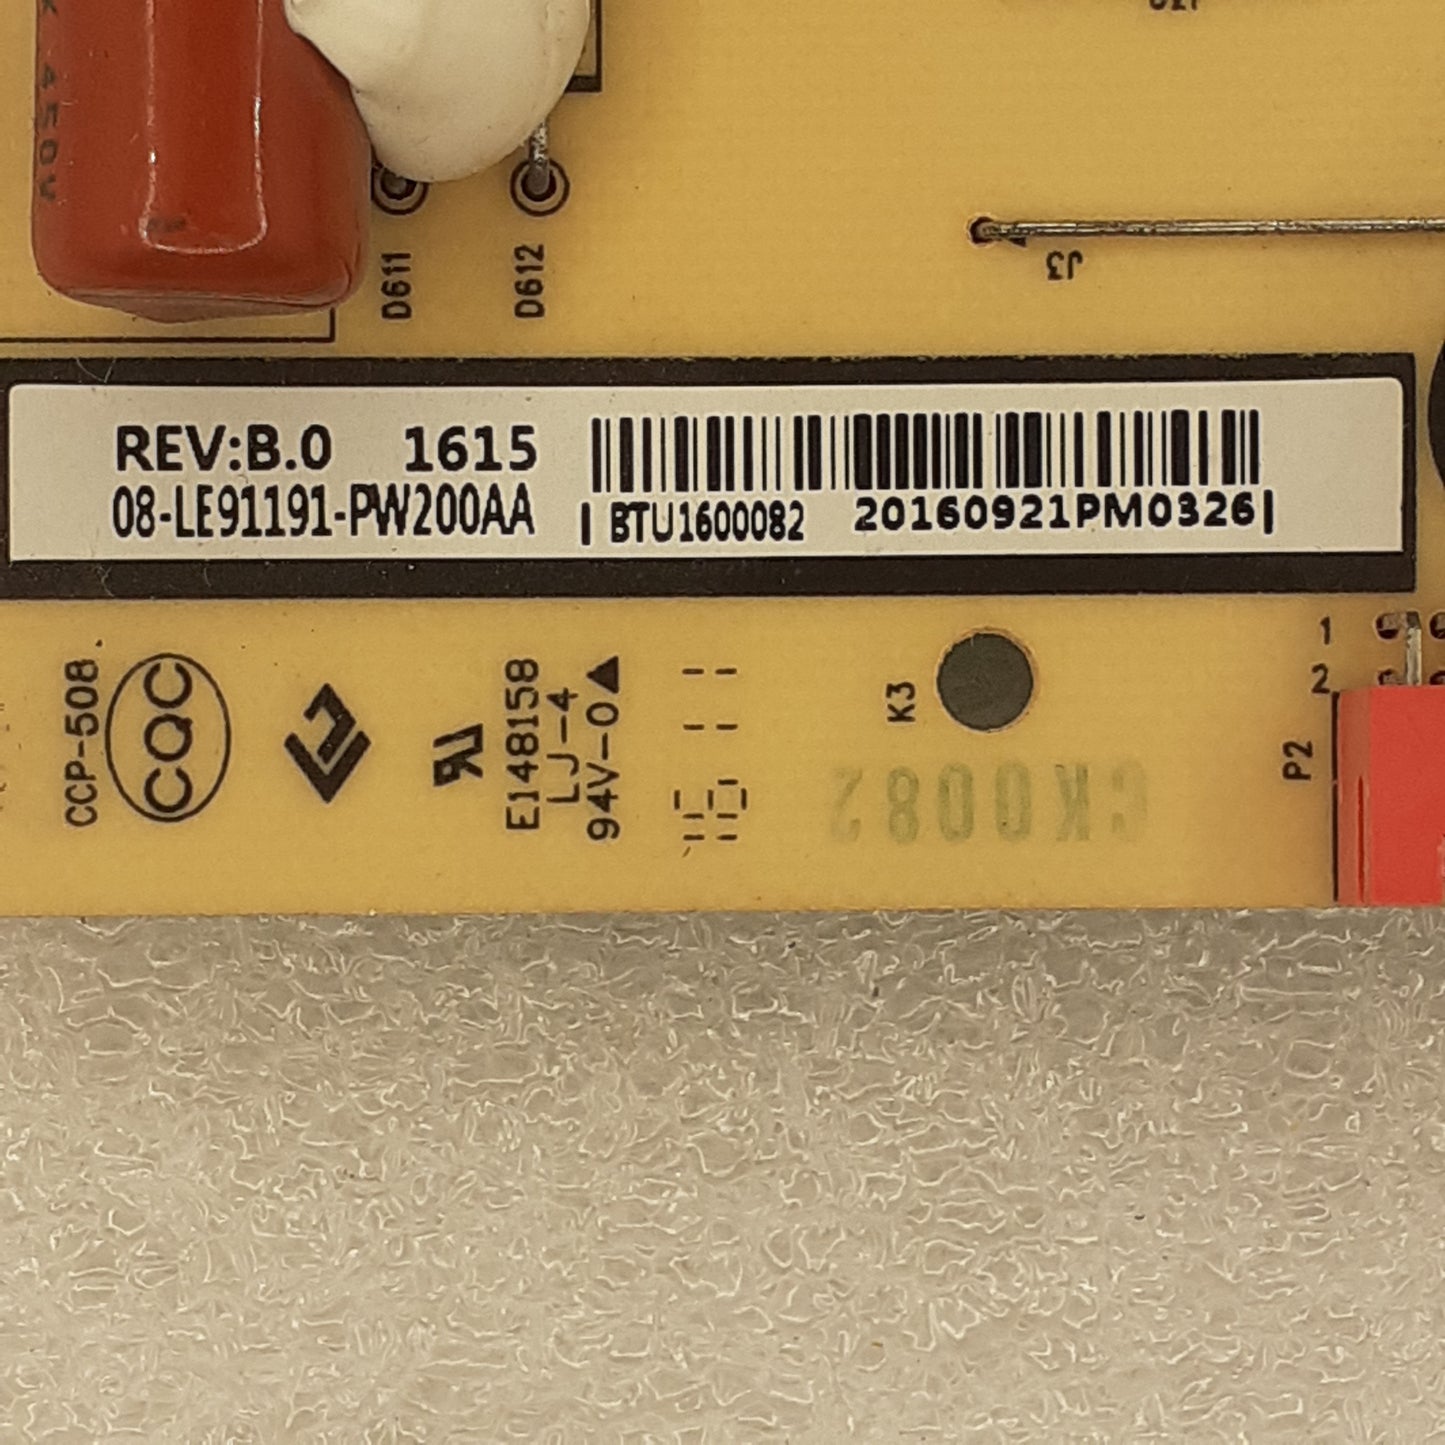 450V
D611
D612
J3
REV:B.0 1615
08-LE91191-PW200AA
BTU1600082 20160921PM0326
CCP-508
CQC
E148158
LJ-4
94V-0
K3
CK0082
1
2
P2